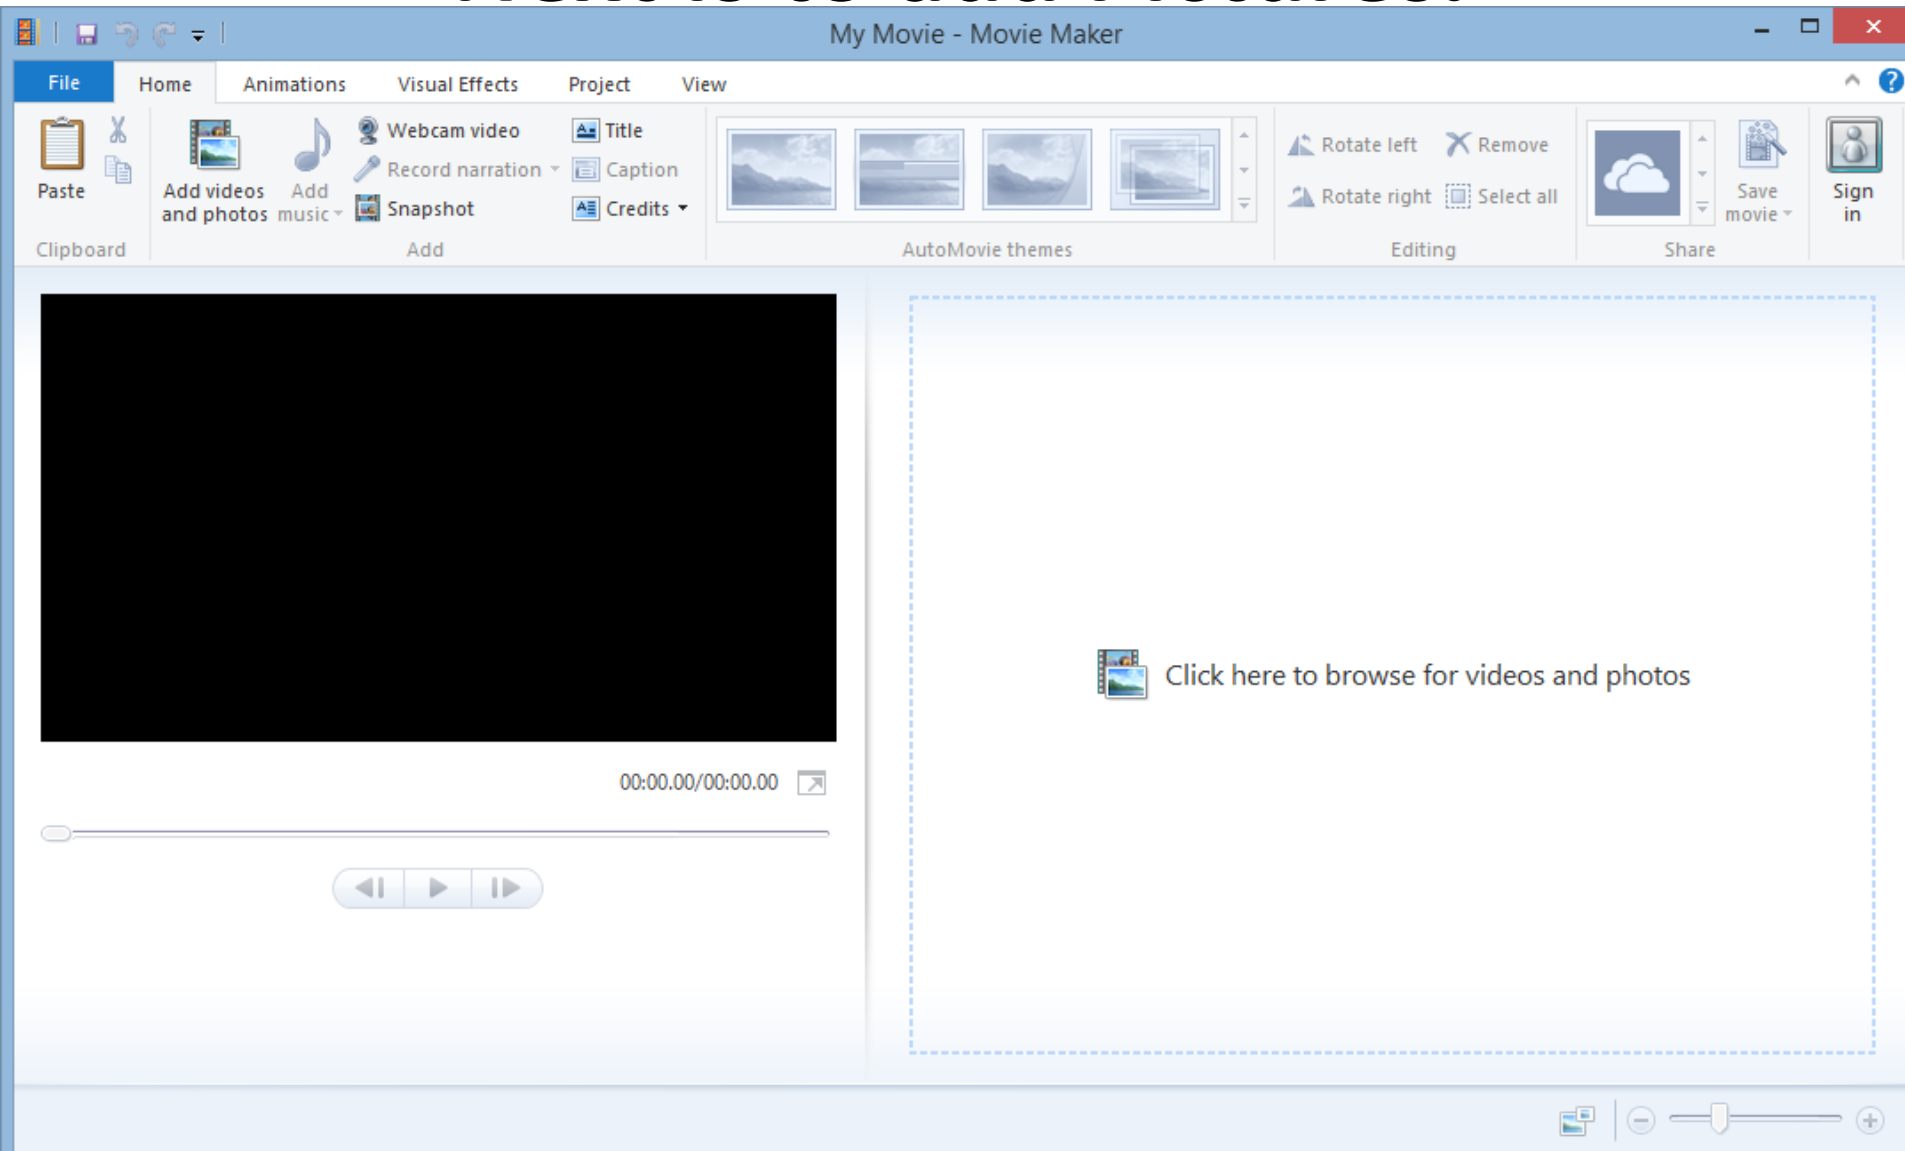 My Movie - Movie Maker
File Home Animations Visual Effects Project View
Paste
Clipboard
Add videos
and photos
Add
music
Webcam video
Record narration
Snapshot
Title
Caption
Credits
Add
AutoMovie themes
Rotate left
Remove
Rotate right
Select all
Editing
Share
Save
movie
Sign
in
Click here to browse for videos and photos
00:00.00/00:00.00